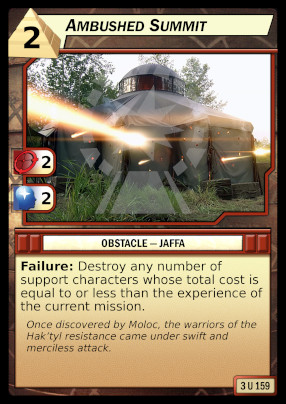 AMBUSHED SUMMIT
2
2
2
OBSTACLE – JAFFA
Failure: Destroy any number of
support characters whose total cost is
equal to or less than the experience of
the current mission.
Once discovered by Moloc, the warriors of the
Hak'tyl resistance came under swift and
merciless attack.
3 U 159